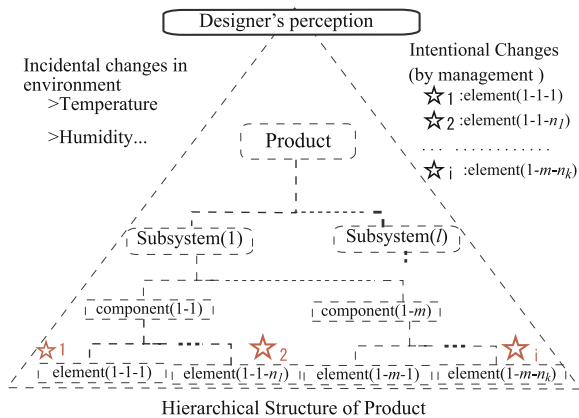 Designer's perception
Incidental changes in
environment
>Temperature
>Humidity...
Intentional Changes
(by management )
☆1 :element(1-1-1)
☆2 :element(1-1-n1)
... ... ... ... ...
☆i :element(1-m-nk)
Product
Subsystem(1)
Subsystem(l)
component(1-1)
component(1-m)
☆1
☆2
☆i
element(1-1-1)
element(1-1-n1)
element(1-m-1)
element(1-m-nk)
Hierarchical Structure of Product